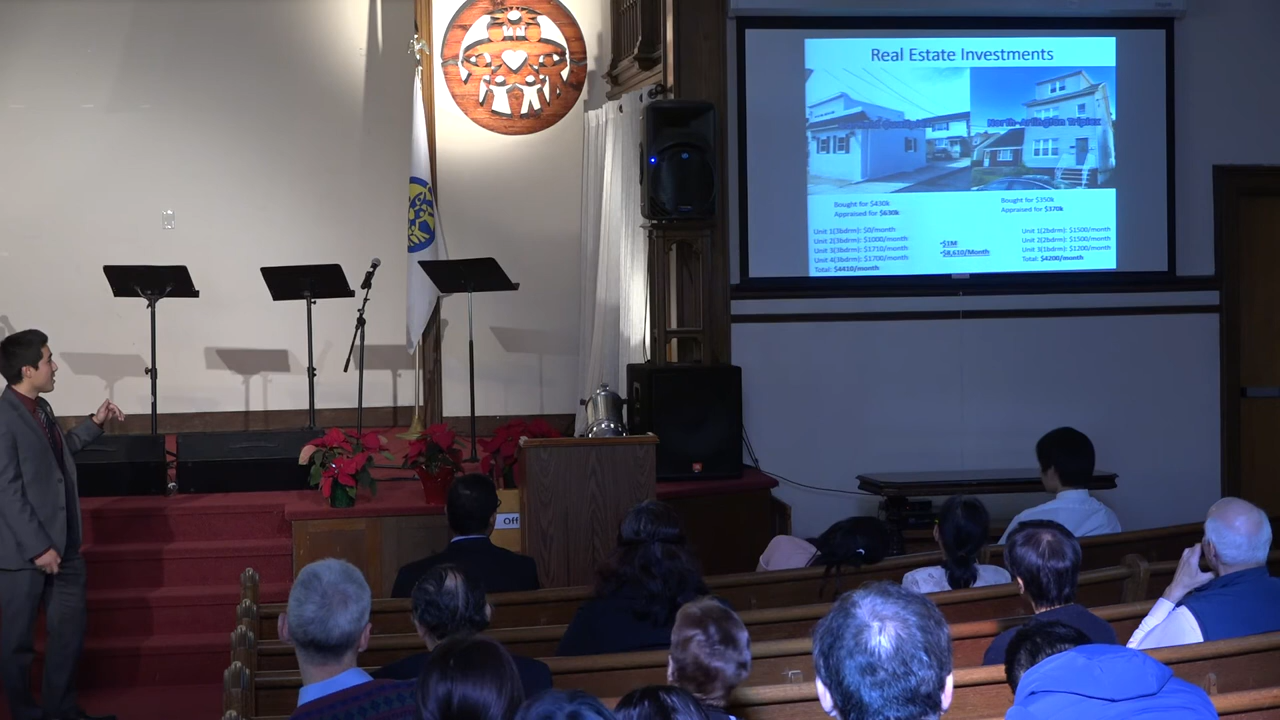 Real Estate Investments
North-Arlington Triplex
Bought for $430k
Appraised for $630k
Unit 1(3bdrm): $0/month
Unit 2(3bdrm): $1000/month
Unit 3(3bdrm): $1710/month
Unit 4(3bdrm): $1700/month
Total: $4410/month
~$1M
~$8,610/Month
Bought for $350k
Appraised for $370k
Unit 1(2bdrm): $1500/month
Unit 2(2bdrm): $1500/month
Unit 3(1bdrm): $1200/month
Total: $4200/month
Off